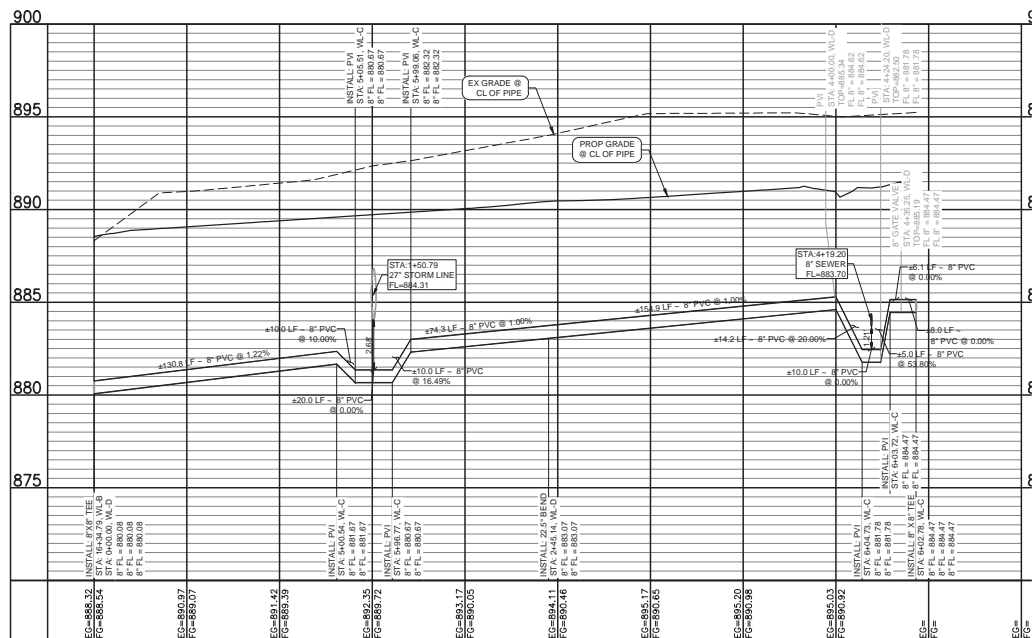 900
895
890
885
880
875
9
8
8
8
8
8
INSTALL: PVI
STA: 5+05.51, WL-C
8" FL = 880.67
8" FL = 880.67
INSTALL: PVI
STA: 5+99.06, WL-C
8" FL = 882.32
8" FL = 882.32
EX GRADE @
CL OF PIPE
PROP GRADE
@ CL OF PIPE
PVI
STA: 4+00.00, WL-D
TOP=885.34
FL 8" = 884.62
FL 8" = 884.62
PVI
STA: 4+24.20, WL-D
TOP=882.50
FL 8" = 881.78
FL 8" = 881.78
8" GATE VALVE
STA: 4+35.25, WL-D
TOP=885.19
FL 8" = 884.47
FL 8" = 884.47
STA:1+50.79
27" STORM LINE
FL=884.31
STA:4+19.20
8" SEWER
FL=883.70
±130.8 LF ~ 8" PVC @ 1.22%
±10.0 LF ~ 8" PVC
@ 10.00%
2.68'
±20.0 LF ~ 8" PVC
@ 0.00%
±10.0 LF ~ 8" PVC
@ 16.49%
±74.3 LF ~ 8" PVC @ 1.00%
±154.9 LF ~ 8" PVC @ 1.00%
±14.2 LF ~ 8" PVC @ 20.00%
1.21'
±10.0 LF ~ 8" PVC
@ 0.00%
±5.0 LF ~ 8" PVC
@ 53.80%
±6.1 LF ~ 8" PVC
@ 0.00%
±8.0 LF ~
8" PVC @ 0.00%
INSTALL: 8"X8" TEE
STA: 16+34.79, WL-B
STA: 0+00.00, WL-D
8" FL = 880.08
8" FL = 880.08
8" FL = 880.08
INSTALL: PVI
STA: 5+00.54, WL-C
8" FL = 881.67
8" FL = 881.67
INSTALL: PVI
STA: 5+96.77, WL-C
8" FL = 880.67
8" FL = 880.67
INSTALL: 22.5° BEND
STA: 2+45.14, WL-D
8" FL = 883.07
8" FL = 883.07
INSTALL: PVI
STA: 6+04.73, WL-C
8" FL = 881.78
8" FL = 881.78
INSTALL: PVI
STA: 6+03.72, WL-C
8" FL = 884.47
8" FL = 884.47
INSTALL: 8" X 8" TEE
STA: 6+02.78, WL-C
8" FL = 884.47
8" FL = 884.47
8" FL = 884.47
EG=888.32
FG=888.54
EG=890.97
FG=889.07
EG=891.42
FG=889.39
EG=892.35
FG=889.72
EG=893.17
FG=890.05
EG=894.11
FG=890.46
EG=895.17
FG=890.65
EG=895.20
FG=890.98
EG=895.03
FG=890.92
EG=
FG=
EG=
FG=